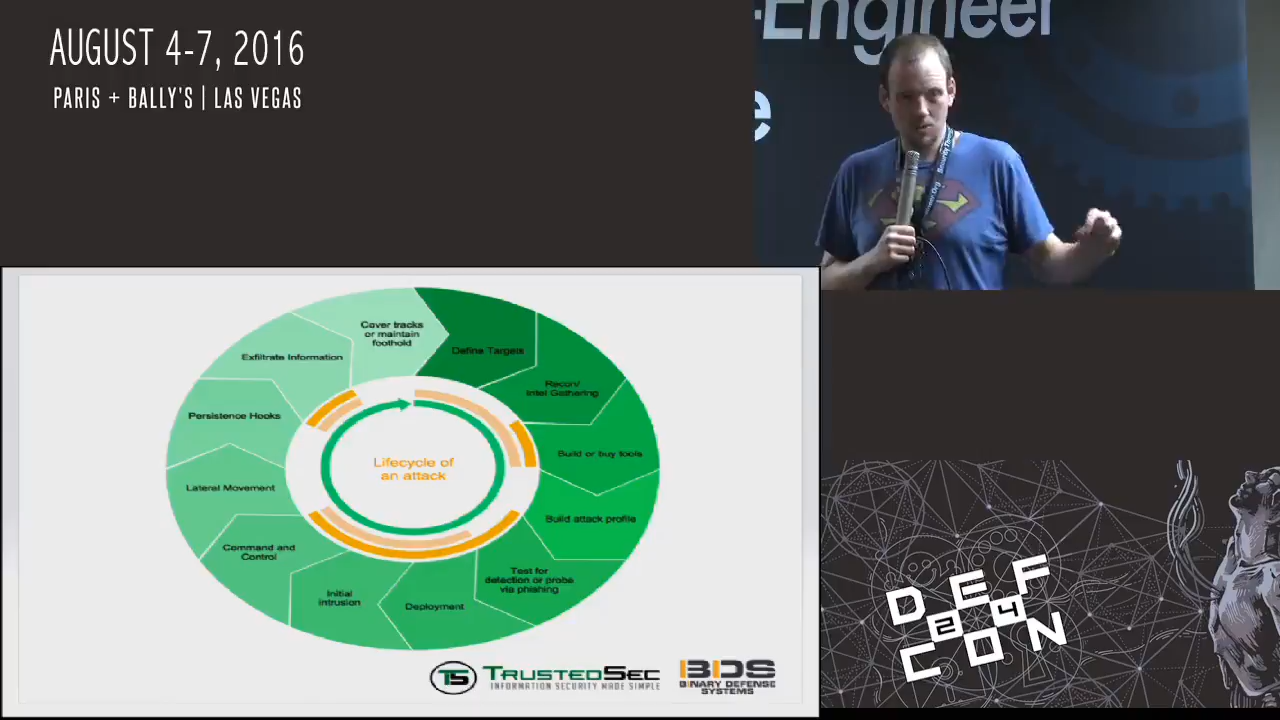 AUGUST 4-7, 2016
PARIS + BALLY'S | LAS VEGAS
-Engineer
e
Cover tracks
or maintain
foothold
Define Targets
Recon/
Intel Gathering
Build or buy tools
Build attack profile
Test for
detection or probe
via phishing
Deployment
Initial
intrusion
Command and
Control
Lateral Movement
Persistence Hooks
Exfiltrate Information
Lifecycle of
an attack
TS TRUSTEDSEC
INFORMATION SECURITY MADE SIMPLE
BDS
BINARY DEFENSE
SYSTEMS
DEF
24
CON